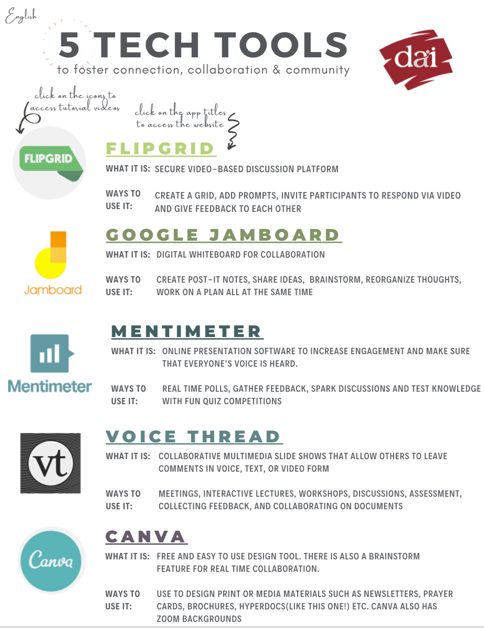 English
5 TECH TOOLS
to foster connection, collaboration & community
dai
click on the icons to
access tutorial videos
click on the app titles
to access the website
FLIPGRID
FLIPGRID
WHAT IT IS: SECURE VIDEO-BASED DISCUSSION PLATFORM
WAYS TO USE IT: CREATE A GRID, ADD PROMPTS, INVITE PARTICIPANTS TO RESPOND VIA VIDEO
AND GIVE FEEDBACK TO EACH OTHER
Jamboard
GOOGLE JAMBOARD
WHAT IT IS: DIGITAL WHITEBOARD FOR COLLABORATION
WAYS TO USE IT: CREATE POST-IT NOTES, SHARE IDEAS, BRAINSTORM, REORGANIZE THOUGHTS,
WORK ON A PLAN ALL AT THE SAME TIME
Mentimeter
MENTIMETER
WHAT IT IS: ONLINE PRESENTATION SOFTWARE TO INCREASE ENGAGEMENT AND MAKE SURE
THAT EVERYONE'S VOICE IS HEARD.
WAYS TO USE IT: REAL TIME POLLS, GATHER FEEDBACK, SPARK DISCUSSIONS AND TEST KNOWLEDGE
WITH FUN QUIZ COMPETITIONS
vt
VOICE THREAD
WHAT IT IS: COLLABORATIVE MULTIMEDIA SLIDE SHOWS THAT ALLOW OTHERS TO LEAVE
COMMENTS IN VOICE, TEXT, OR VIDEO FORM
WAYS TO USE IT: MEETINGS, INTERACTIVE LECTURES, WORKSHOPS, DISCUSSIONS, ASSESSMENT,
COLLECTING FEEDBACK, AND COLLABORATING ON DOCUMENTS
Canva
CANVA
WHAT IT IS: FREE AND EASY TO USE DESIGN TOOL. THERE IS ALSO A BRAINSTORM
FEATURE FOR REAL TIME COLLABORATION.
WAYS TO USE IT: USE TO DESIGN PRINT OR MEDIA MATERIALS SUCH AS NEWSLETTERS, PRAYER
CARDS, BROCHURES, HYPERDOCS(LIKE THIS ONE!) ETC. CANVA ALSO HAS
ZOOM BACKGROUNDS